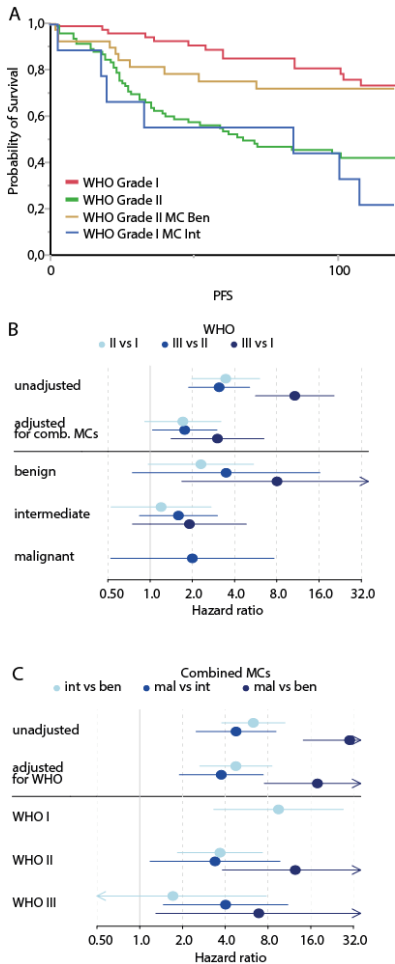 A
Probability of Survival
1,0
0,8
0,6
0,4
0,2
0,0
WHO Grade I
WHO Grade II
WHO Grade II MC Ben
WHO Grade I MC Int
0
100
PFS
B
WHO
II vs I
III vs II
III vs I
unadjusted
adjusted
for comb. MCs
benign
intermediate
malignant
0.50 1.0 2.0 4.0 8.0 16.0 32.0
Hazard ratio
C
Combined MCs
int vs ben
mal vs int
mal vs ben
unadjusted
adjusted
for WHO
WHO I
WHO II
WHO III
0.50 1.0 2.0 4.0 8.0 16.0 32.0
Hazard ratio